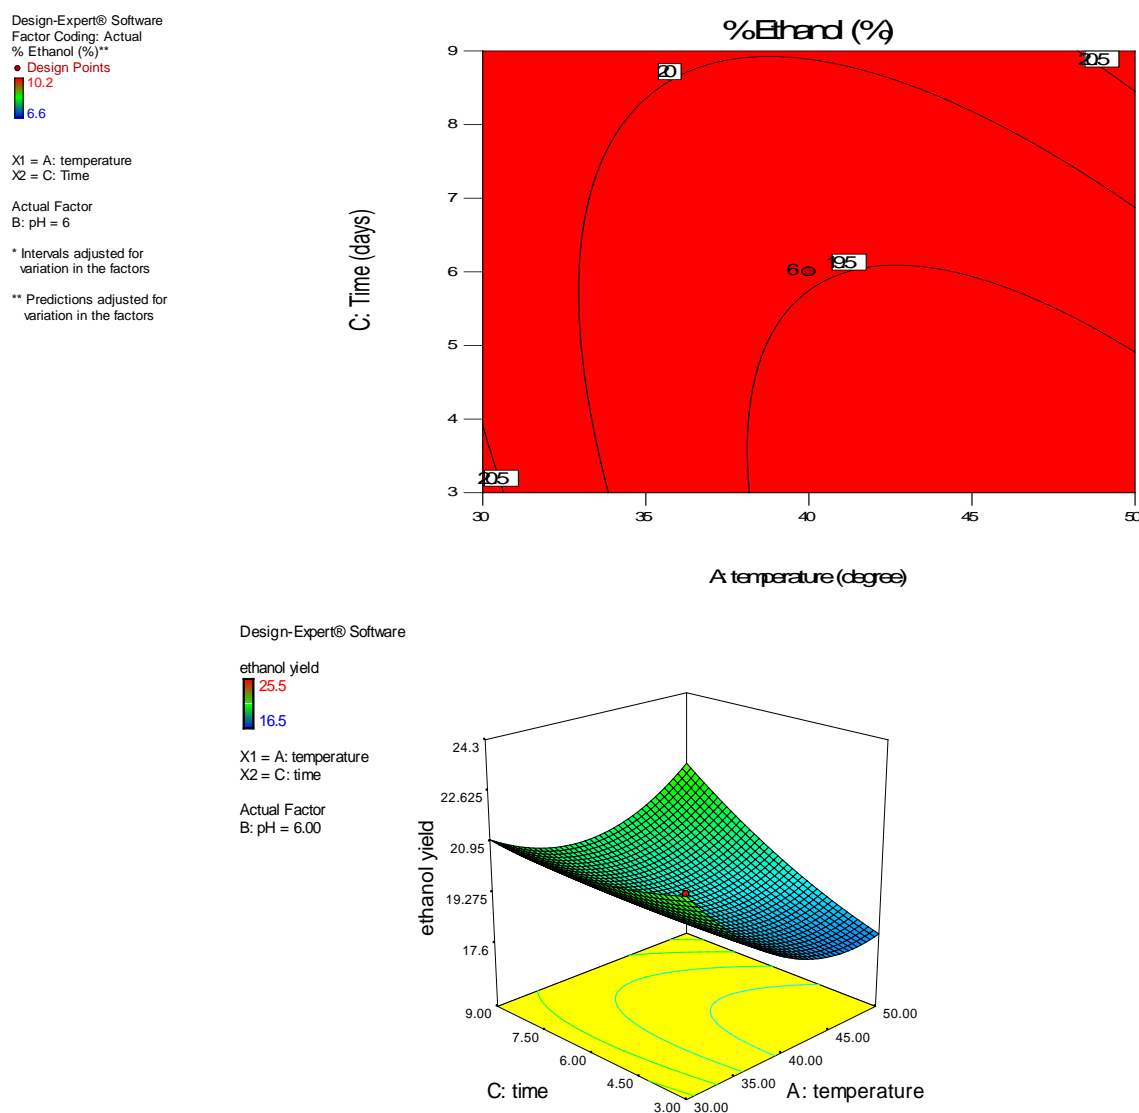 Design-Expert® Software
Factor Coding: Actual
% Ethanol (%)**
Design Points
10.2
6.6
X1 = A: temperature
X2 = C: Time
Actual Factor
B: pH = 6
* Intervals adjusted for
variation in the factors
** Predictions adjusted for
variation in the factors
% Ethanol (%)
C: Time (days)
9
8
7
6
5
4
3
30
35
40
45
50
A: temperature (degree)
20
20.5
6
19.5
20.5
Design-Expert® Software
ethanol yield
25.5
16.5
X1 = A: temperature
X2 = C: time
Actual Factor
B: pH = 6.00
ethanol yield
24.3
22.625
20.95
19.275
17.6
9.00
7.50
6.00
4.50
3.00
C: time
30.00
35.00
40.00
45.00
50.00
A: temperature